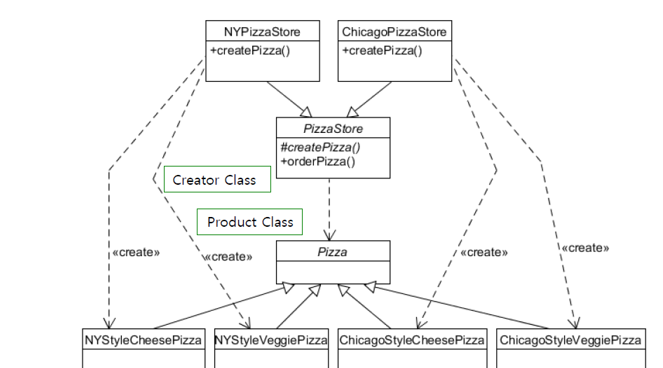 NYPizzaStore
+createPizza()
ChicagoPizzaStore
+createPizza()
PizzaStore
#createPizza()
+orderPizza()
Creator Class
Product Class
Pizza
«create»
«create»
«create»
«create»
NYStyleCheesePizza
NYStyleVeggiePizza
ChicagoStyleCheesePizza
ChicagoStyleVeggiePizza